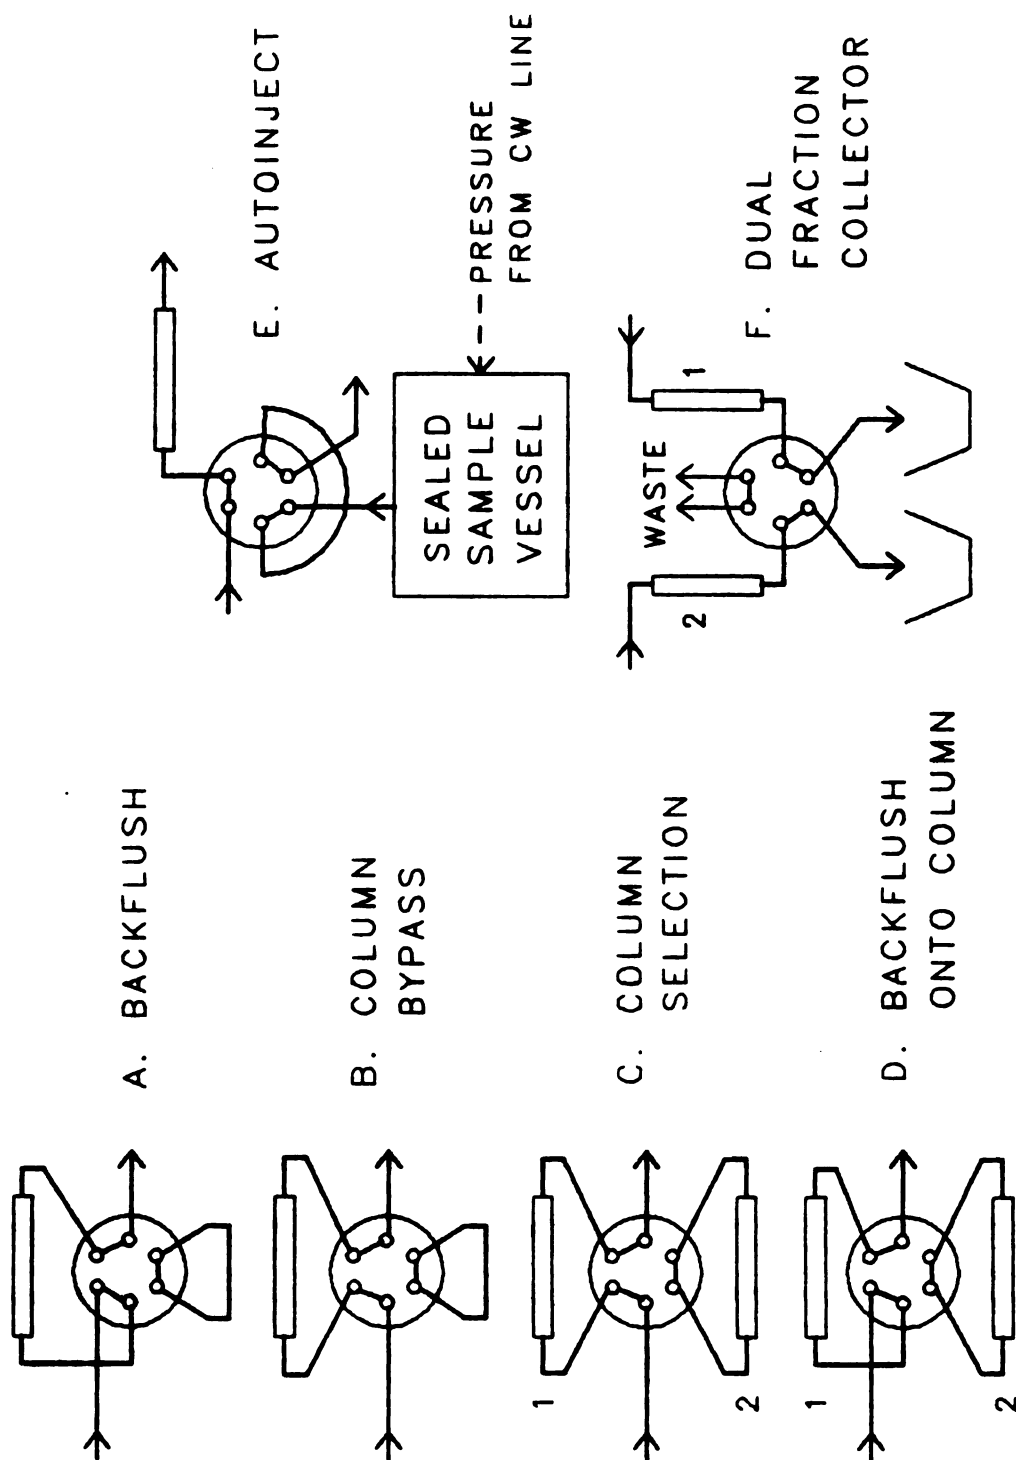 A. BACKFLUSH
B. COLUMN
BYPASS
1
2
C. COLUMN
SELECTION
1
2
D. BACKFLUSH
ONTO COLUMN
E. AUTOINJECT
SEALED
SAMPLE
VESSEL
PRESSURE
FROM CW LINE
WASTE
2
1
F. DUAL
FRACTION
COLLECTOR